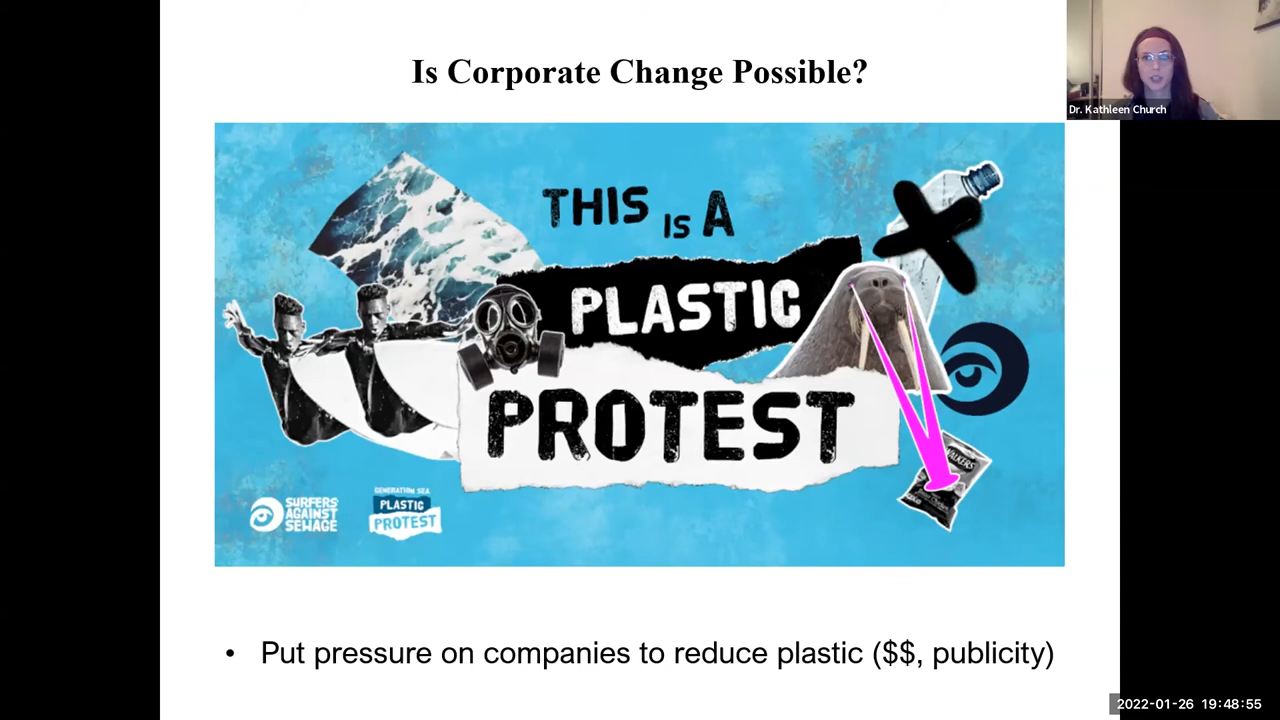 Is Corporate Change Possible?
Dr. Kathleen Church
THIS IS A
PLASTIC
PROTEST
WALKERS
SURFERS
AGAINST
SEWAGE
GENERATION SEA
PLASTIC
PROTEST
• Put pressure on companies to reduce plastic ($$, publicity)
2022-01-26 19:48:55